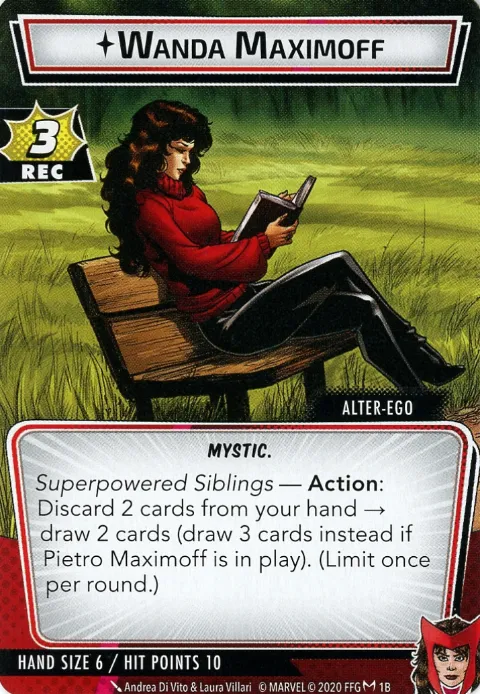 ✦Wanda Maximoff
3
REC
ALTER-EGO
MYSTIC.
Superpowered Siblings — Action:
Discard 2 cards from your hand →
draw 2 cards (draw 3 cards instead if
Pietro Maximoff is in play). (Limit once
per round.)
HAND SIZE 6 / HIT POINTS 10
Andrea Di Vito & Laura Villari © MARVEL © 2020 FFG 1B